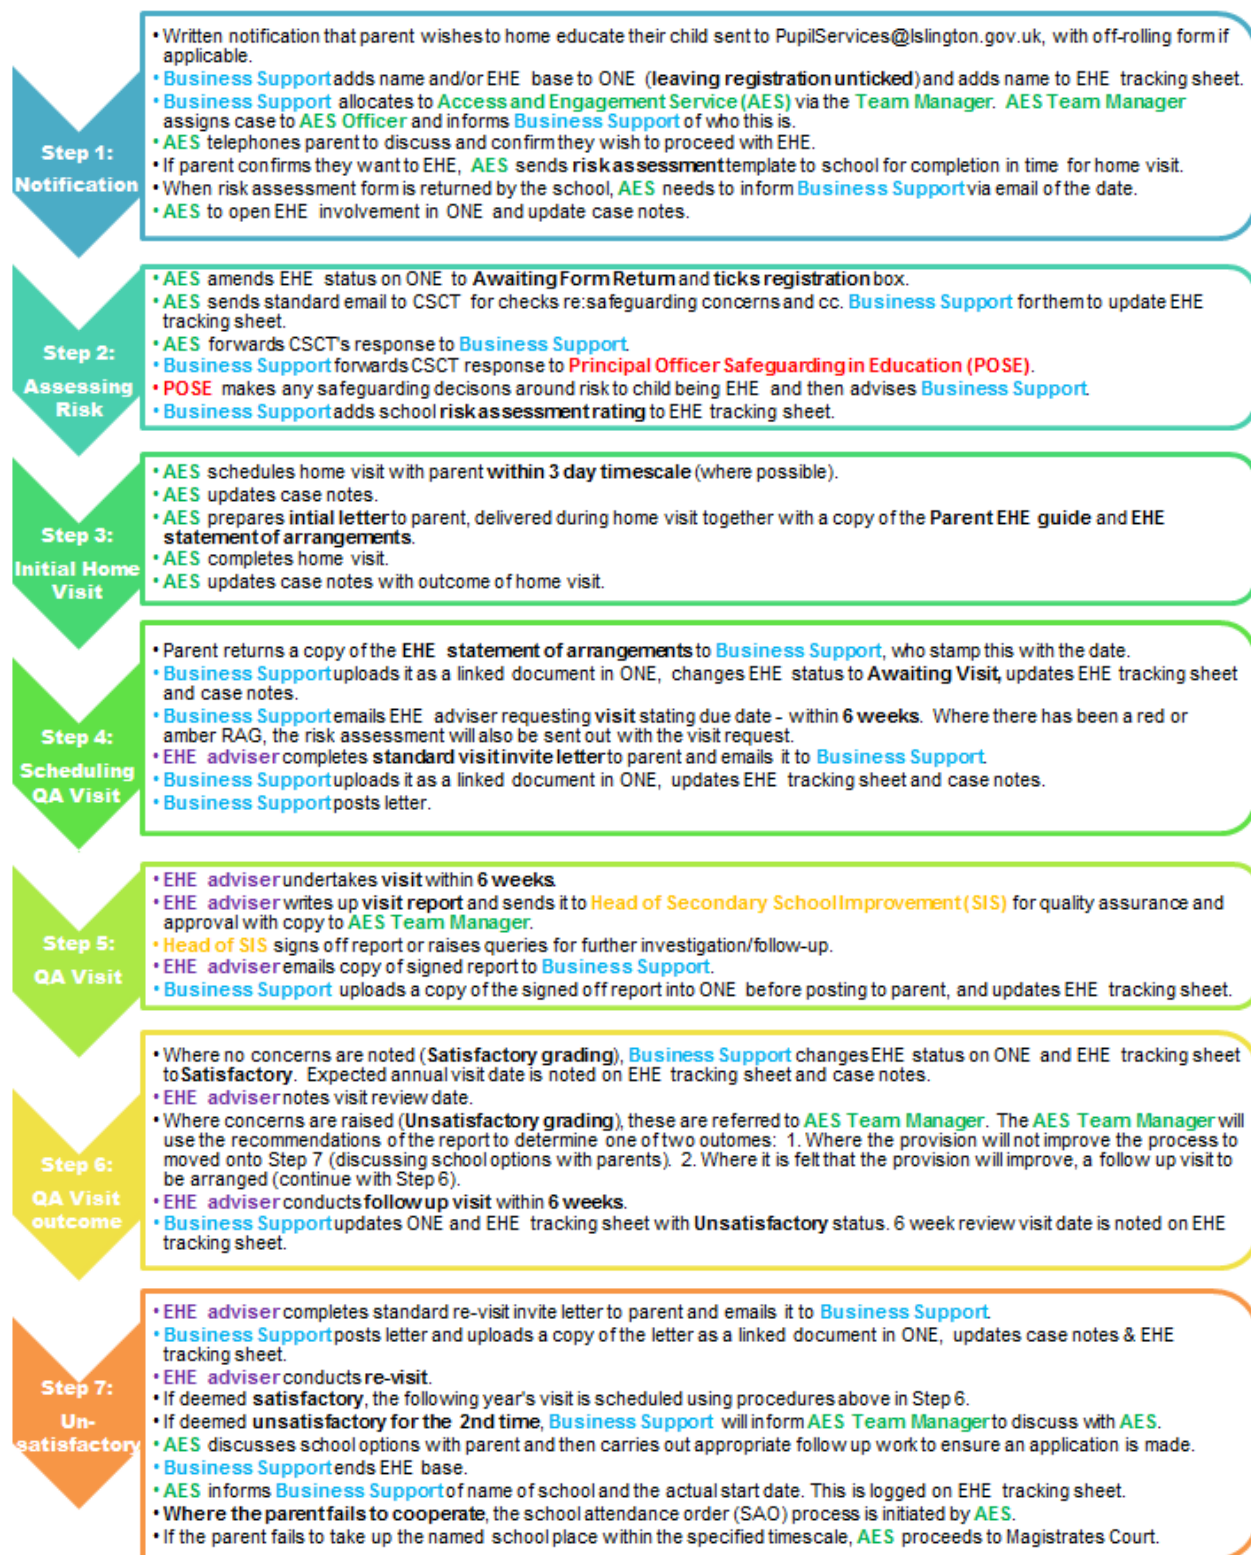 Step 1:
Notification
• Written notification that parent wishes to home educate their child sent to PupilServices@Islington.gov.uk, with off-rolling form if
applicable.
• Business Support adds name and/or EHE base to ONE (leaving registration unticked) and adds name to EHE tracking sheet.
• Business Support allocates to Access and Engagement Service (AES) via the Team Manager. AES Team Manager
assigns case to AES Officer and informs Business Support of who this is.
• AES telephones parent to discuss and confirm they wish to proceed with EHE.
• If parent confirms they want to EHE, AES sends risk assessment template to school for completion in time for home visit.
• When risk assessment form is returned by the school, AES needs to inform Business Support via email of the date.
• AES to open EHE involvement in ONE and update case notes.
Step 2:
Assessing
Risk
• AES amends EHE status on ONE to Awaiting Form Return and ticks registration box.
• AES sends standard email to CSCT for checks re:safeguarding concerns and cc. Business Support for them to update EHE
tracking sheet.
• AES forwards CSCT's response to Business Support.
• Business Support forwards CSCT response to Principal Officer Safeguarding in Education (POSE).
• POSE makes any safeguarding decisons around risk to child being EHE and then advises Business Support.
• Business Support adds school risk assessment rating to EHE tracking sheet.
Step 3:
Initial Home
Visit
• AES schedules home visit with parent within 3 day timescale (where possible).
• AES updates case notes.
• AES prepares intial letter to parent, delivered during home visit together with a copy of the Parent EHE guide and EHE
statement of arrangements.
• AES completes home visit.
• AES updates case notes with outcome of home visit.
Step 4:
Scheduling
QA Visit
• Parent returns a copy of the EHE statement of arrangements to Business Support, who stamp this with the date.
• Business Support uploads it as a linked document in ONE, changes EHE status to Awaiting Visit, updates EHE tracking sheet
and case notes.
• Business Support emails EHE adviser requesting visit stating due date - within 6 weeks. Where there has been a red or
amber RAG, the risk assessment will also be sent out with the visit request.
• EHE adviser completes standard visit invite letter to parent and emails it to Business Support.
• Business Support uploads it as a linked document in ONE, updates EHE tracking sheet and case notes.
• Business Support posts letter.
Step 5:
QA Visit
• EHE adviser undertakes visit within 6 weeks.
• EHE adviser writes up visit report and sends it to Head of Secondary School Improvement (SIS) for quality assurance and
approval with copy to AES Team Manager.
• Head of SIS signs off report or raises queries for further investigation/follow-up.
• EHE adviser emails copy of signed report to Business Support.
• Business Support uploads a copy of the signed off report into ONE before posting to parent, and updates EHE tracking sheet.
Step 6:
QA Visit
outcome
• Where no concerns are noted (Satisfactory grading), Business Support changes EHE status on ONE and EHE tracking sheet
to Satisfactory. Expected annual visit date is noted on EHE tracking sheet and case notes.
• EHE adviser notes visit review date.
• Where concerns are raised (Unsatisfactory grading), these are referred to AES Team Manager. The AES Team Manager will
use the recommendations of the report to determine one of two outomes: 1. Where the provision will not improve the process to
moved onto Step 7 (discussing school options with parents). 2. Where it is felt that the provision will improve, a follow up visit to
be arranged (continue with Step 6).
• EHE adviser conducts follow up visit within 6 weeks.
• Business Support updates ONE and EHE tracking sheet with Unsatisfactory status. 6 week review visit date is noted on EHE
tracking sheet.
Step 7:
Un-
satisfactory
• EHE adviser completes standard re-visit invite letter to parent and emails it to Business Support.
• Business Support posts letter and uploads a copy of the letter as a linked document in ONE, updates case notes & EHE
tracking sheet.
• EHE adviser conducts re-visit.
• If deemed satisfactory, the following year's visit is scheduled using procedures above in Step 6.
• If deemed unsatisfactory for the 2nd time, Business Support will inform AES Team Manager to discuss with AES.
• AES discusses school options with parent and then carries out appropriate follow up work to ensure an application is made.
• Business Support ends EHE base.
• AES informs Business Support of name of school and the actual start date. This is logged on EHE tracking sheet.
• Where the parent fails to cooperate, the school attendance order (SAO) process is initiated by AES.
• If the parent fails to take up the named school place within the specified timescale, AES proceeds to Magistrates Court.